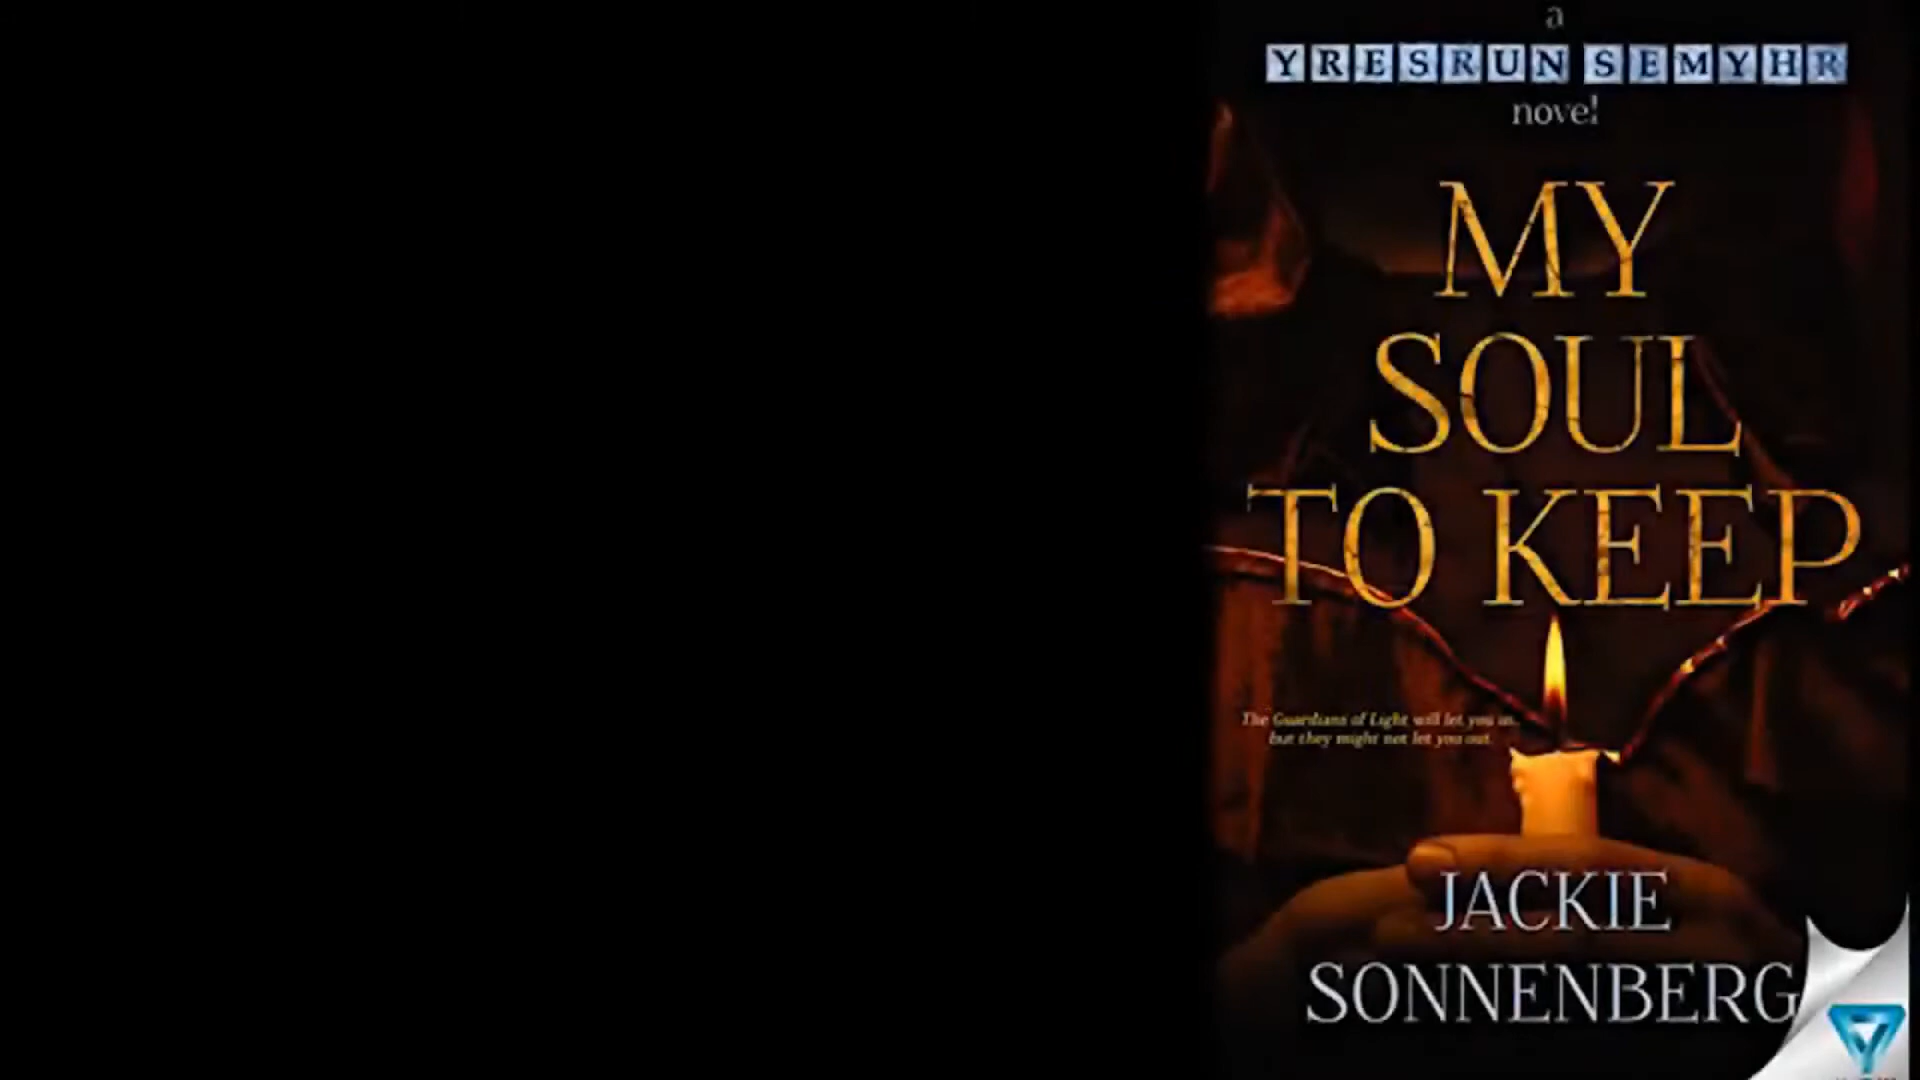 a
YRESRUN SEMYHR
novel
MY
SOUL
TO KEEP
The Guardians of Light will let you in,
but they might not let you out.
JACKIE
SONNENBERG